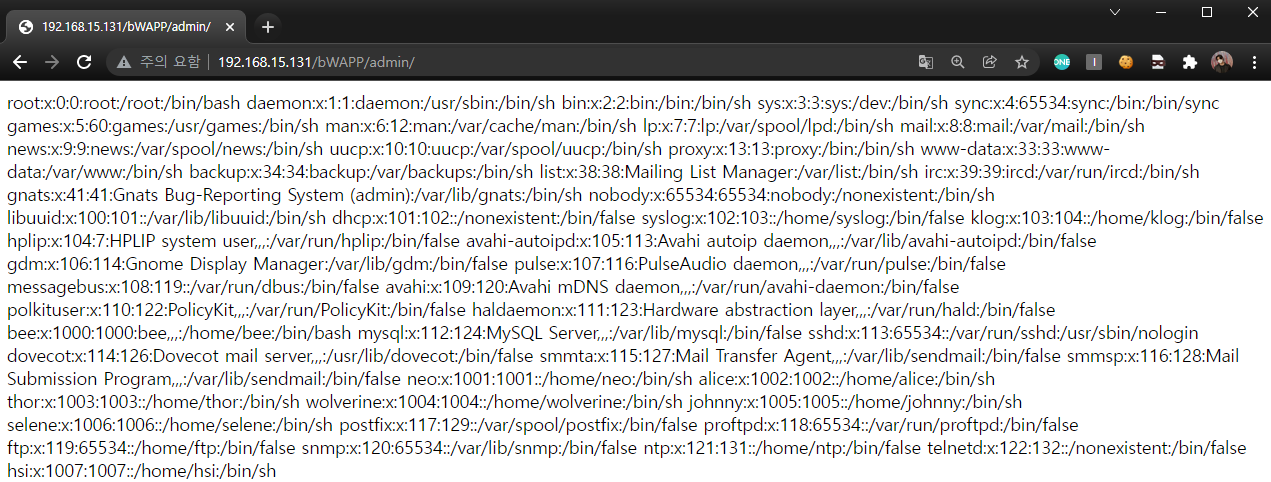 192.168.15.131/bWAPP/admin/
주의 요함 | 192.168.15.131/bWAPP/admin/
ONE
I
root:x:0:0:root:/root:/bin/bash daemon:x:1:1:daemon:/usr/sbin:/bin/sh bin:x:2:2:bin:/bin:/bin/sh sys:x:3:3:sys:/dev:/bin/sh sync:x:4:65534:sync:/bin:/bin/sync
games:x:5:60:games:/usr/games:/bin/sh man:x:6:12:man:/var/cache/man:/bin/sh lp:x:7:7:lp:/var/spool/lpd:/bin/sh mail:x:8:8:mail:/var/mail:/bin/sh
news:x:9:9:news:/var/spool/news:/bin/sh uucp:x:10:10:uucp:/var/spool/uucp:/bin/sh proxy:x:13:13:proxy:/bin:/bin/sh www-data:x:33:33:www-
data:/var/www:/bin/sh backup:x:34:34:backup:/var/backups:/bin/sh list:x:38:38:Mailing List Manager:/var/list:/bin/sh irc:x:39:39:ircd:/var/run/ircd:/bin/sh
gnats:x:41:41:Gnats Bug-Reporting System (admin):/var/lib/gnats:/bin/sh nobody:x:65534:65534:nobody:/nonexistent:/bin/sh
libuuid:x:100:101::/var/lib/libuuid:/bin/sh dhcp:x:101:102::/nonexistent:/bin/false syslog:x:102:103::/home/syslog:/bin/false klog:x:103:104::/home/klog:/bin/false
hplip:x:104:7:HPLIP system user,,,:/var/run/hplip:/bin/false avahi-autoipd:x:105:113:Avahi autoip daemon,,,:/var/lib/avahi-autoipd:/bin/false
gdm:x:106:114:Gnome Display Manager:/var/lib/gdm:/bin/false pulse:x:107:116:PulseAudio daemon,,,:/var/run/pulse:/bin/false
messagebus:x:108:119::/var/run/dbus:/bin/false avahi:x:109:120:Avahi mDNS daemon,,,:/var/run/avahi-daemon:/bin/false
polkituser:x:110:122:PolicyKit,,,:/var/run/PolicyKit:/bin/false haldaemon:x:111:123:Hardware abstraction layer,,,:/var/run/hald:/bin/false
bee:x:1000:1000:bee,,,:/home/bee:/bin/bash mysql:x:112:124:MySQL Server,,,:/var/lib/mysql:/bin/false sshd:x:113:65534::/var/run/sshd:/usr/sbin/nologin
dovecot:x:114:126:Dovecot mail server,,,:/usr/lib/dovecot:/bin/false smmta:x:115:127:Mail Transfer Agent,,,:/var/lib/sendmail:/bin/false smmsp:x:116:128:Mail
Submission Program,,,:/var/lib/sendmail:/bin/false neo:x:1001:1001::/home/neo:/bin/sh alice:x:1002:1002::/home/alice:/bin/sh
thor:x:1003:1003::/home/thor:/bin/sh wolverine:x:1004:1004::/home/wolverine:/bin/sh johnny:x:1005:1005::/home/johnny:/bin/sh
selene:x:1006:1006::/home/selene:/bin/sh postfix:x:117:129::/var/spool/postfix:/bin/false proftpd:x:118:65534::/var/run/proftpd:/bin/false
ftp:x:119:65534::/home/ftp:/bin/false snmp:x:120:65534::/var/lib/snmp:/bin/false ntp:x:121:131::/home/ntp:/bin/false telnetd:x:122:132::/nonexistent:/bin/false
hsi:x:1007:1007::/home/hsi:/bin/sh